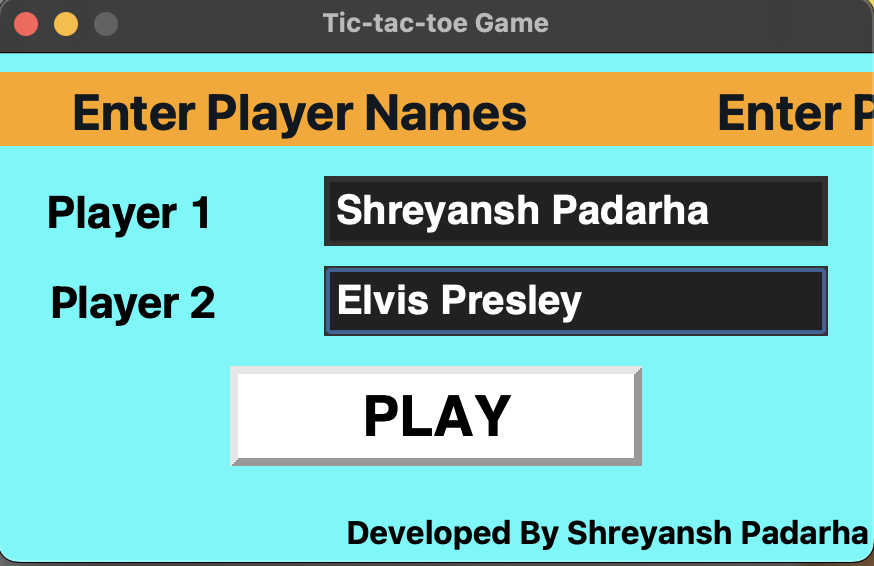 Tic-tac-toe Game
Enter Player Names Enter P
Player 1 Shreyansh Padarha
Player 2 Elvis Presley
PLAY
Developed By Shreyansh Padarha